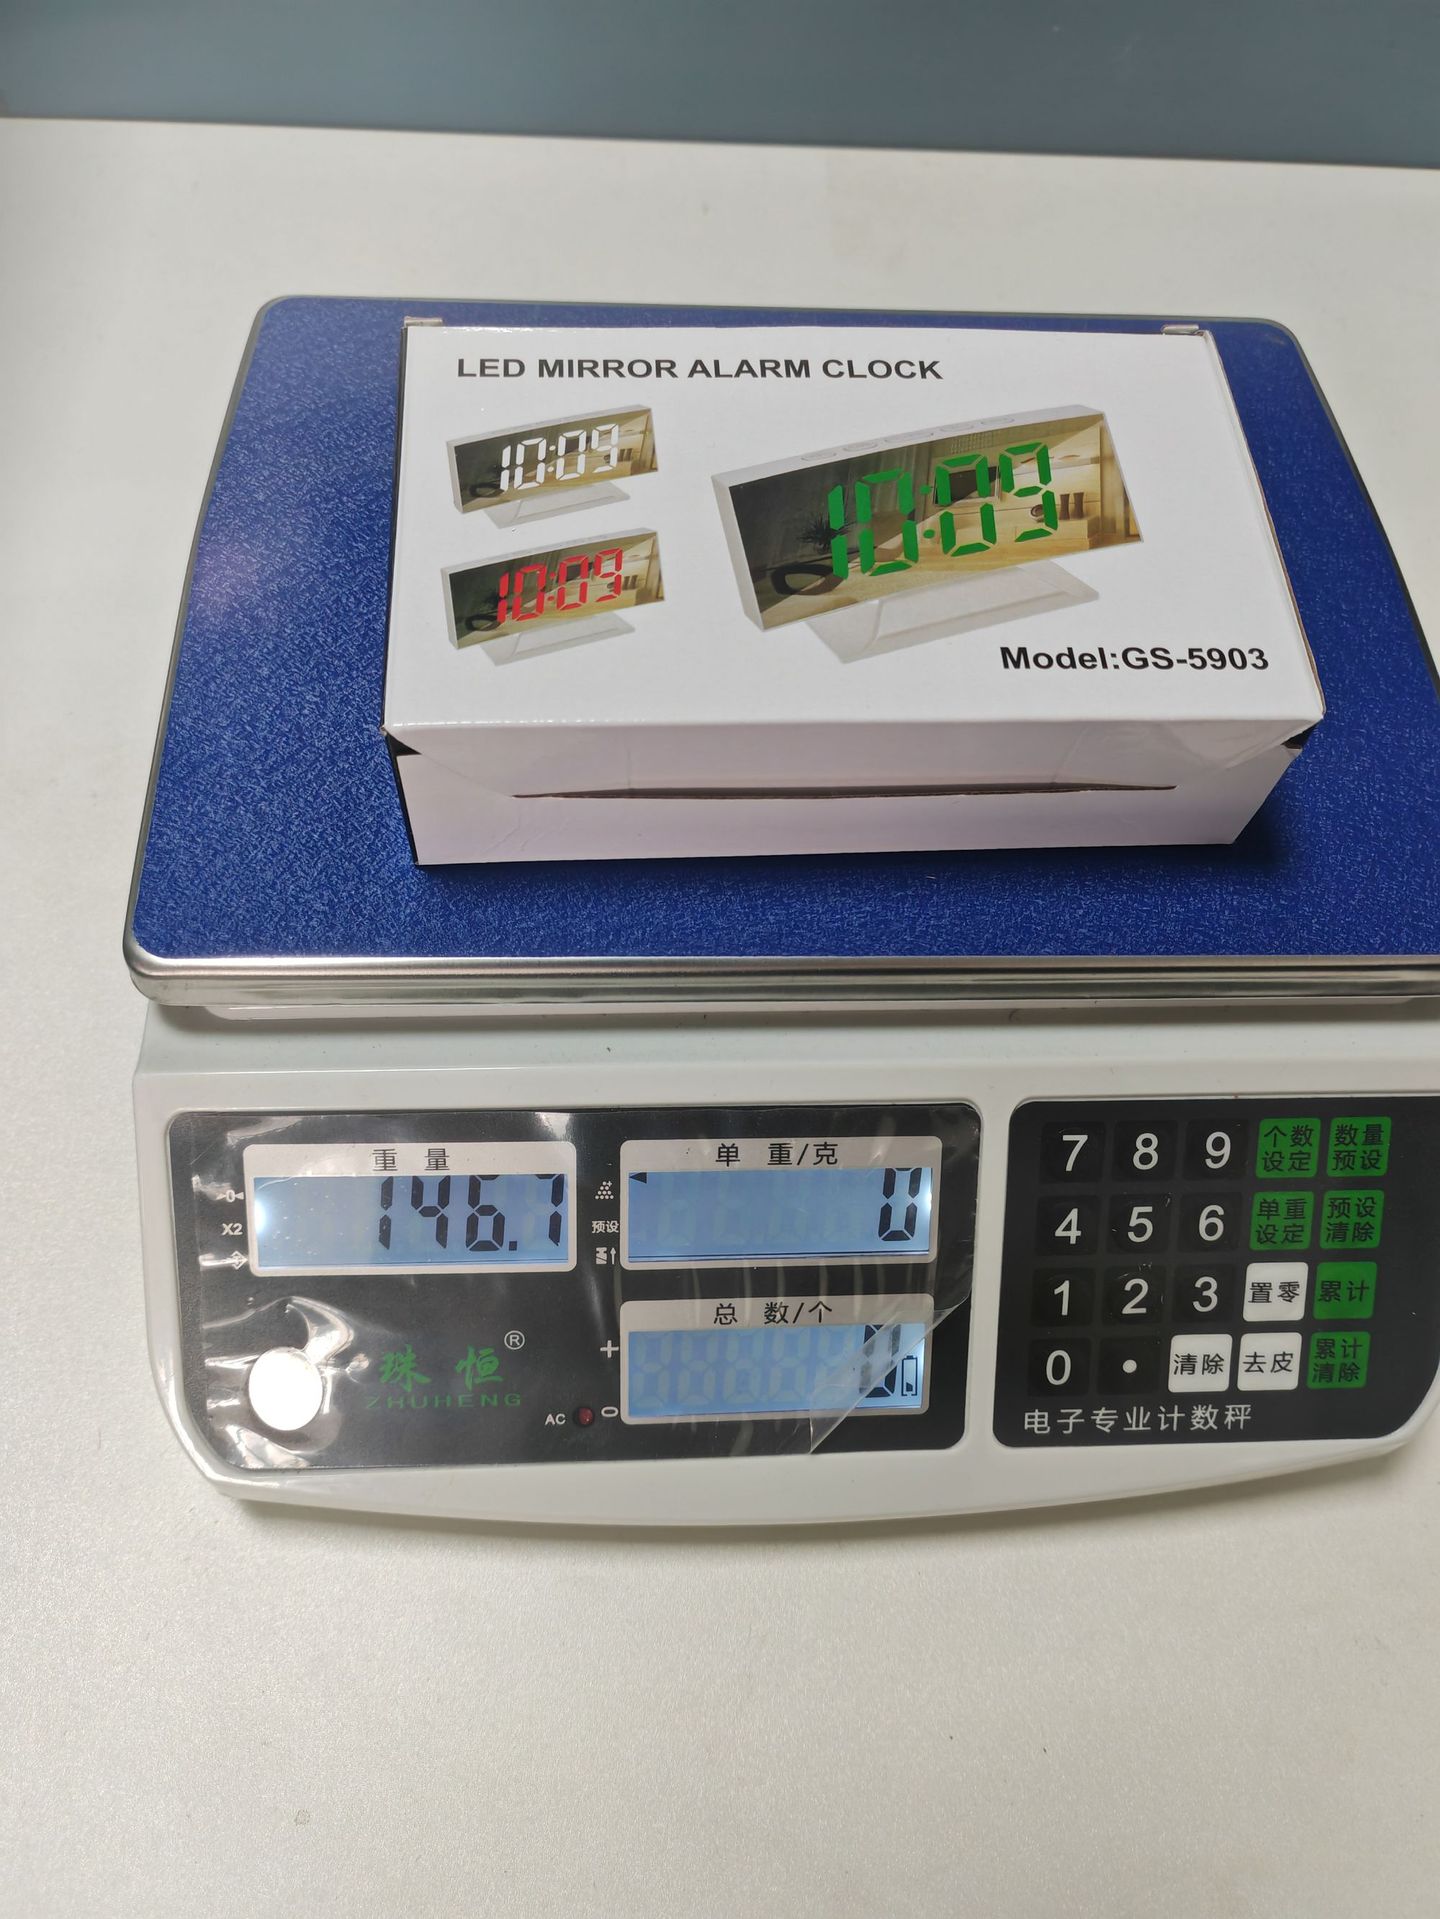 LED MIRROR ALARM CLOCK
10:09
10:09
10:09
Model:GS-5903
重量
146.7
单重/克
0
→0←
X2
预设
总数/个
0
珠恒®
ZHUHENG
AC
7 8 9 个数设定 数量预设
4 5 6 单重设定 预设清除
1 2 3 置零 累计
0 . 清除 去皮 累计清除
电子专业计数秤